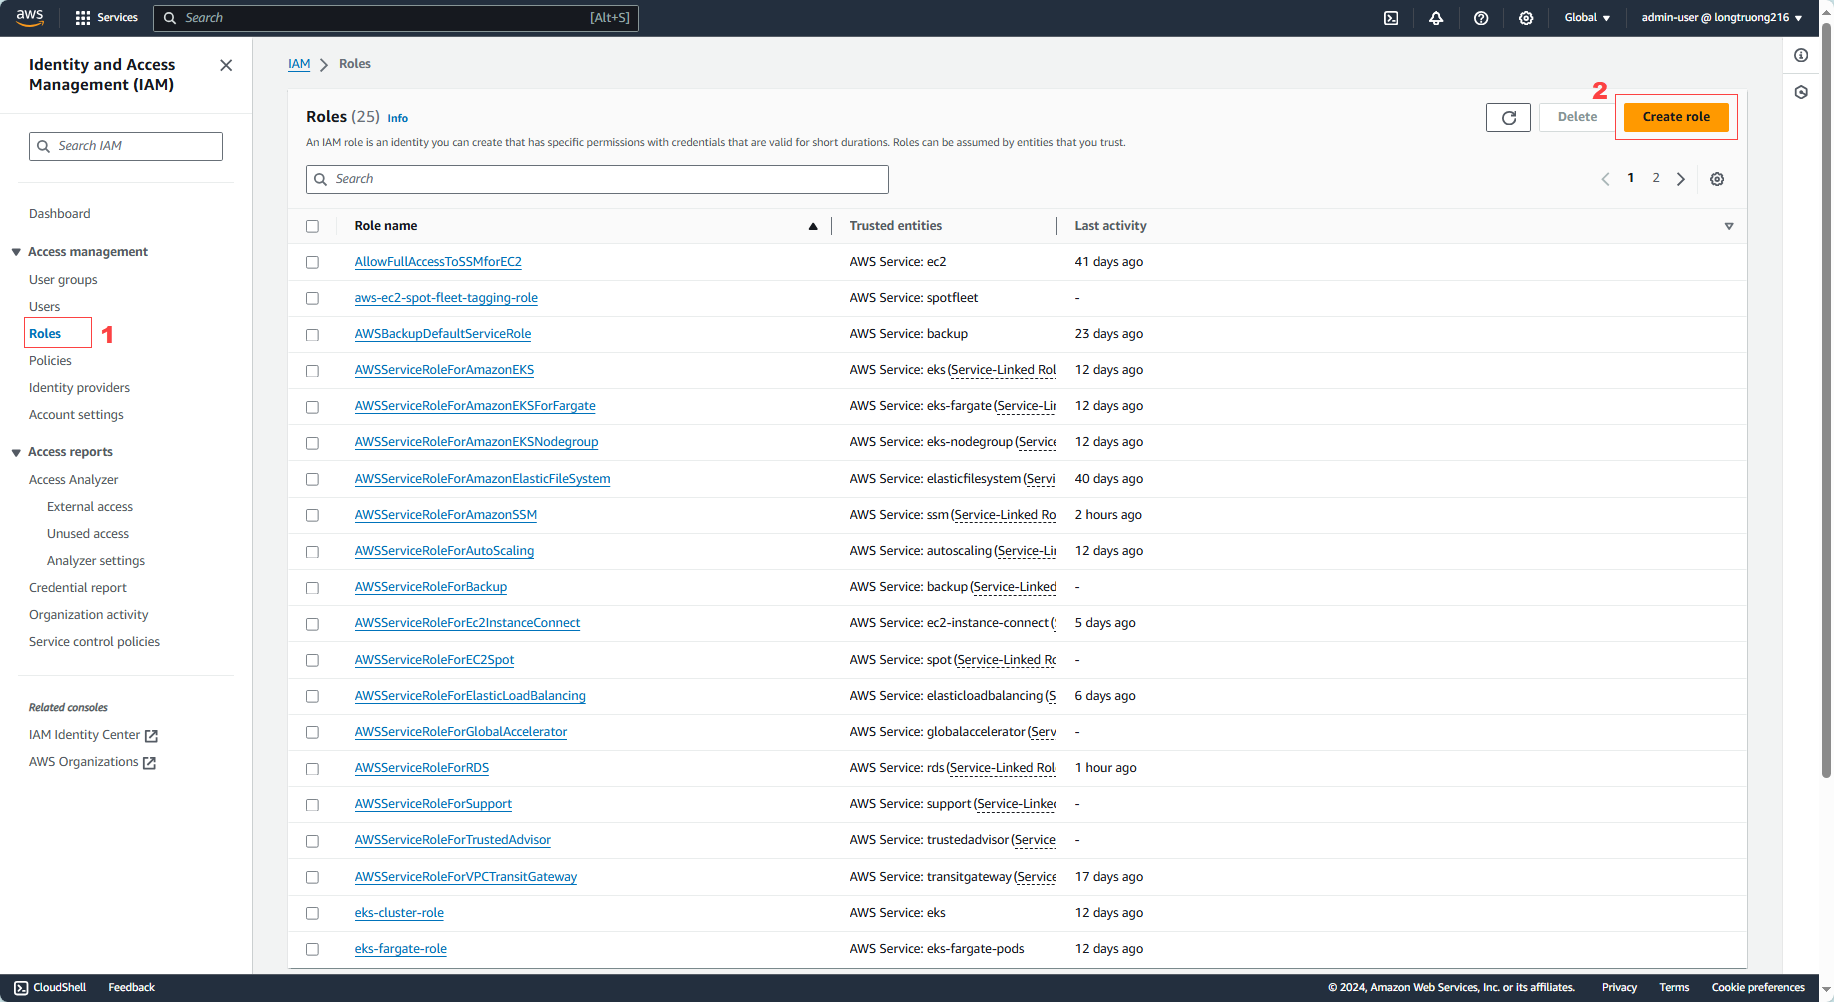 aws
Services
Search
[Alt+S]
Global
admin-user @ longtruong216
Identity and Access
Management (IAM)
Search IAM
Dashboard
Access management
User groups
Users
Roles
1
Policies
Identity providers
Account settings
Access reports
Access Analyzer
External access
Unused access
Analyzer settings
Credential report
Organization activity
Service control policies
Related consoles
IAM Identity Center
AWS Organizations
IAM > Roles
Roles (25) Info
2
Delete
Create role
An IAM role is an identity you can create that has specific permissions with credentials that are valid for short durations. Roles can be assumed by entities that you trust.
Search
1 2
Role name Trusted entities Last activity
AllowFullAccessToSSMforEC2 AWS Service: ec2 41 days ago
aws-ec2-spot-fleet-tagging-role AWS Service: spotfleet -
AWSBackupDefaultServiceRole AWS Service: backup 23 days ago
AWSServiceRoleForAmazonEKS AWS Service: eks (Service-Linked Rol 12 days ago
AWSServiceRoleForAmazonEKSForFargate AWS Service: eks-fargate (Service-Li 12 days ago
AWSServiceRoleForAmazonEKSNodegroup AWS Service: eks-nodegroup (Service 12 days ago
AWSServiceRoleForAmazonElasticFileSystem AWS Service: elasticfilesystem (Servi 40 days ago
AWSServiceRoleForAmazonSSM AWS Service: ssm (Service-Linked Ro 2 hours ago
AWSServiceRoleForAutoScaling AWS Service: autoscaling (Service-Li 12 days ago
AWSServiceRoleForBackup AWS Service: backup (Service-Linked -
AWSServiceRoleForEc2InstanceConnect AWS Service: ec2-instance-connect (S 5 days ago
AWSServiceRoleForEC2Spot AWS Service: spot (Service-Linked Ro -
AWSServiceRoleForElasticLoadBalancing AWS Service: elasticloadbalancing (S 6 days ago
AWSServiceRoleForGlobalAccelerator AWS Service: globalaccelerator (Serv -
AWSServiceRoleForRDS AWS Service: rds (Service-Linked Rol 1 hour ago
AWSServiceRoleForSupport AWS Service: support (Service-Linked -
AWSServiceRoleForTrustedAdvisor AWS Service: trustedadvisor (Service -
AWSServiceRoleForVPCTransitGateway AWS Service: transitgateway (Service 17 days ago
eks-cluster-role AWS Service: eks 12 days ago
eks-fargate-role AWS Service: eks-fargate-pods 12 days ago
CloudShell Feedback © 2024, Amazon Web Services, Inc. or its affiliates. Privacy Terms Cookie preferences